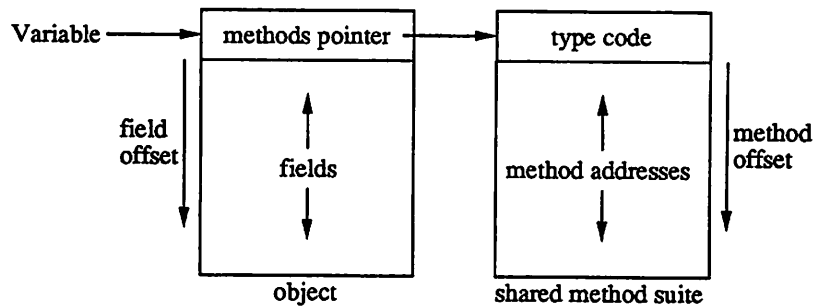 Variable
methods pointer
type code
field
offset
fields
method addresses
method
offset
object
shared method suite